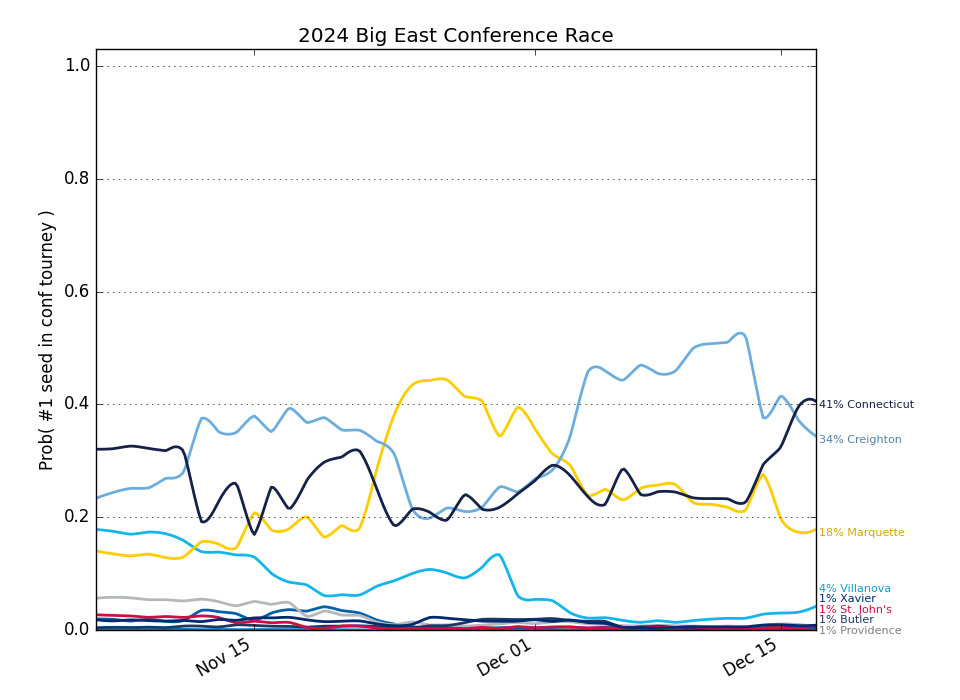 2024 Big East Conference Race
Prob( #1 seed in conf tourney )
1.0
0.8
0.6
0.4
0.2
0.0
Nov 15
Dec 01
Dec 15
41% Connecticut
34% Creighton
18% Marquette
4% Villanova
1% Xavier
1% St. John's
1% Butler
1% Providence